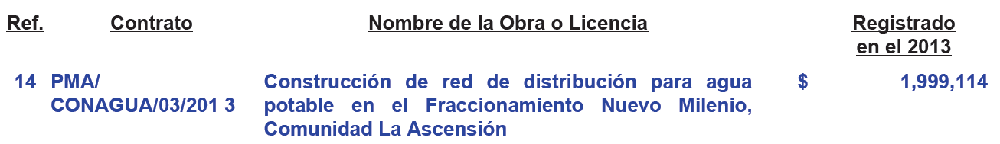 Ref. Contrato Nombre de la Obra o Licencia Registrado
en el 2013
14 PMA/ Construcción de red de distribución para agua $ 1,999,114
CONAGUA/03/201 3 potable en el Fraccionamiento Nuevo Milenio,
Comunidad La Ascensión